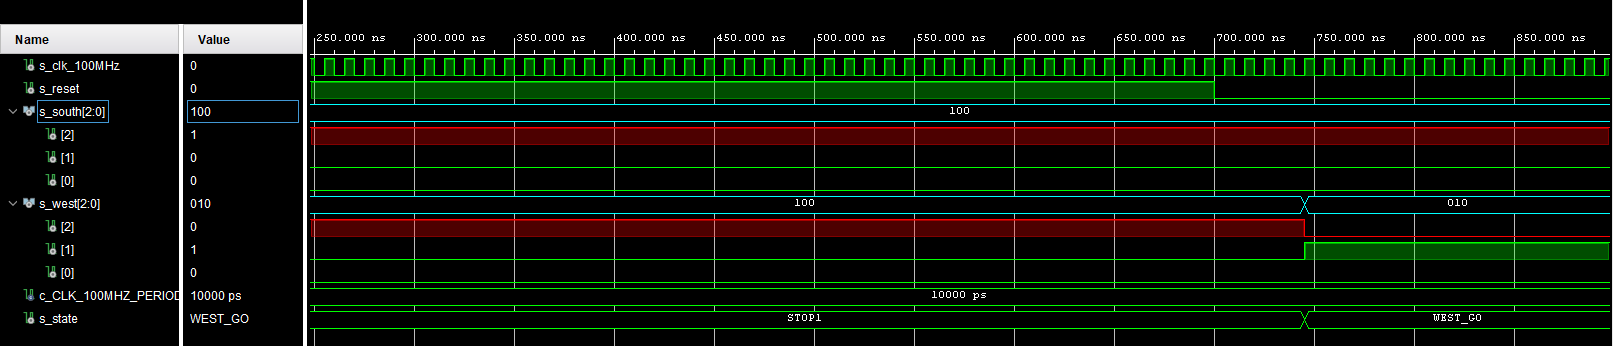 Name Value
250.000 ns 300.000 ns 350.000 ns 400.000 ns 450.000 ns 500.000 ns 550.000 ns 600.000 ns 650.000 ns 700.000 ns 750.000 ns 800.000 ns 850.000 ns
s_clk_100MHz 0
s_reset 0
s_south[2:0] 100 100
[2] 1
[1] 0
[0] 0
s_west[2:0] 010 100 010
[2] 0
[1] 1
[0] 0
c_CLK_100MHZ_PERIOD 10000 ps 10000 ps
s_state WEST_GO STOP1 WEST_GO